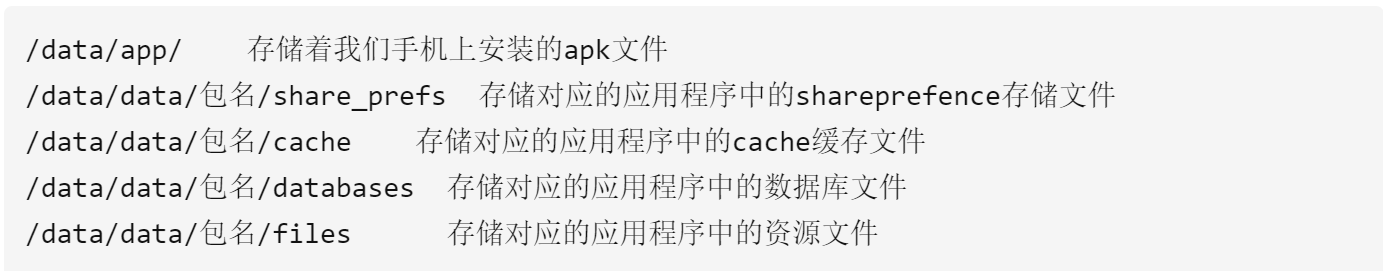 /data/app/    存储着我们手机上安装的apk文件
/data/data/包名/share_prefs  存储对应的应用程序中的shareprefence存储文件
/data/data/包名/cache    存储对应的应用程序中的cache缓存文件
/data/data/包名/databases  存储对应的应用程序中的数据库文件
/data/data/包名/files      存储对应的应用程序中的资源文件